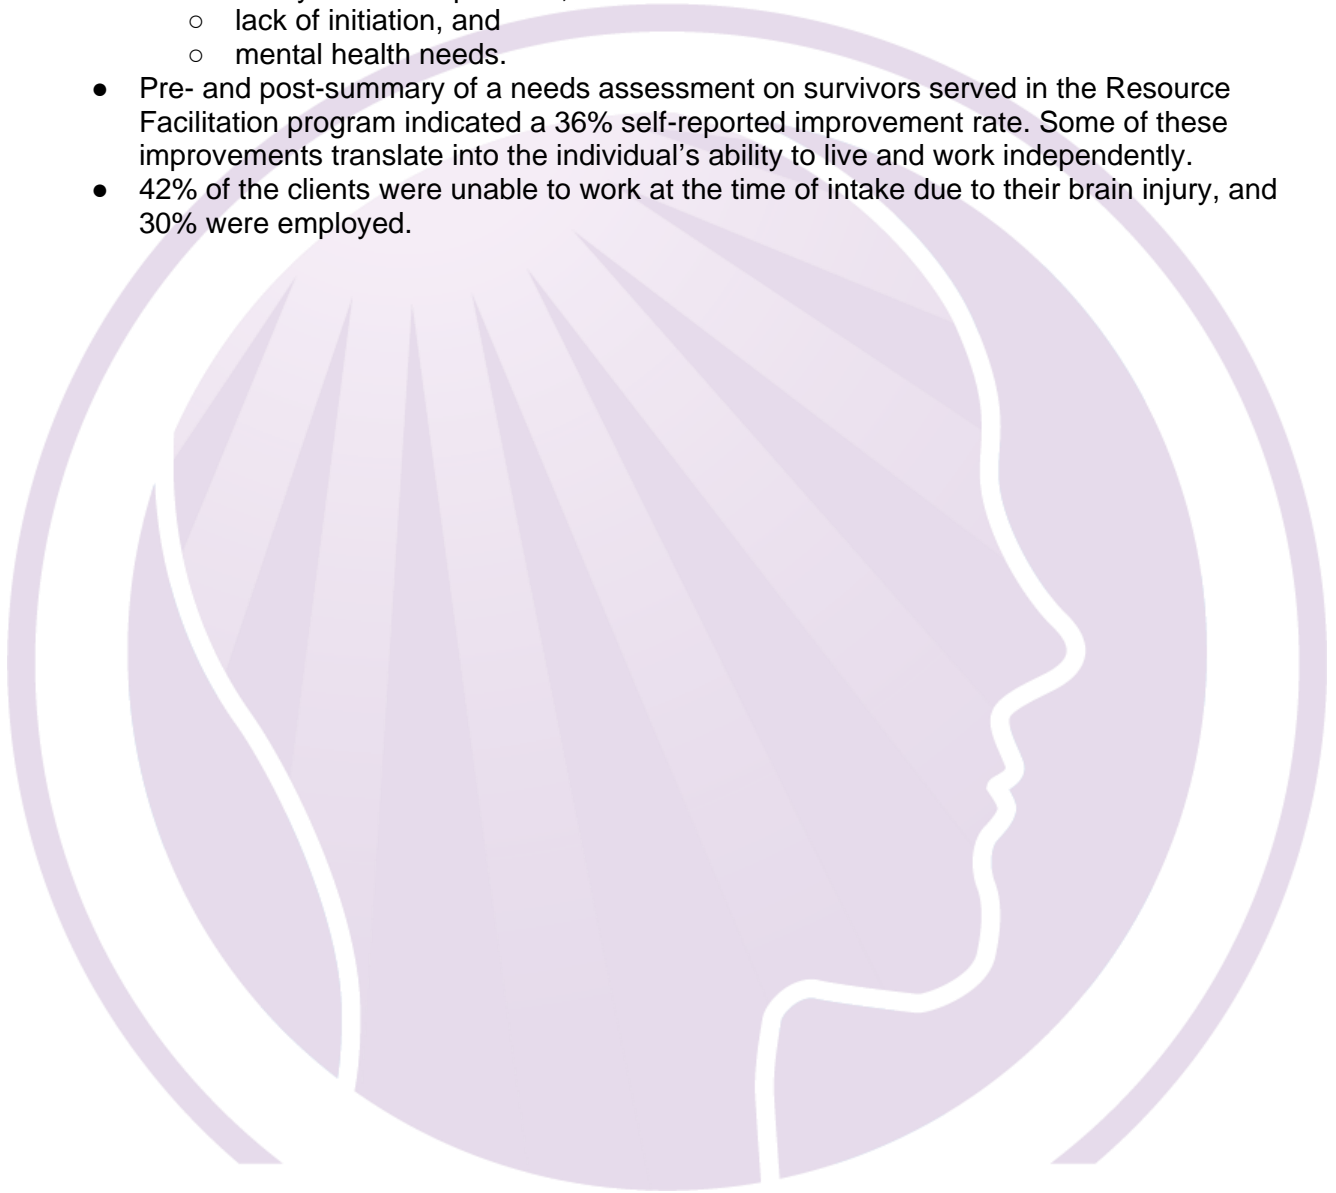 ○ lack of initiation, and
○ mental health needs.
● Pre- and post-summary of a needs assessment on survivors served in the Resource
Facilitation program indicated a 36% self-reported improvement rate. Some of these
improvements translate into the individual’s ability to live and work independently.
● 42% of the clients were unable to work at the time of intake due to their brain injury, and
30% were employed.